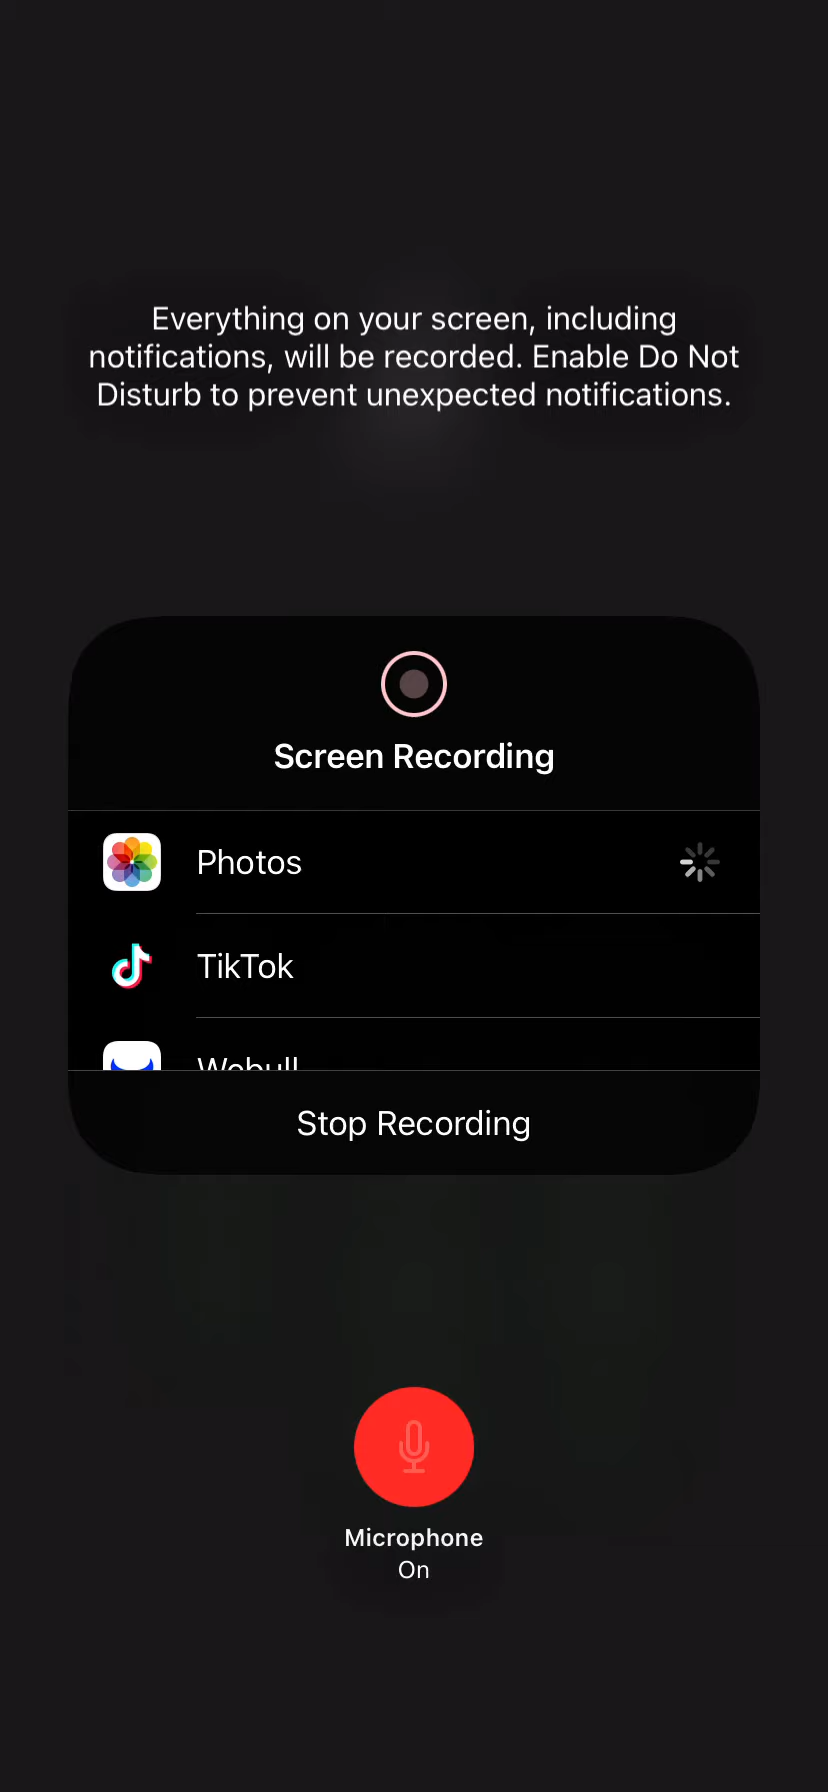 Everything on your screen, including
notifications, will be recorded. Enable Do Not
Disturb to prevent unexpected notifications.
Screen Recording
Photos
TikTok
Webull
Stop Recording
Microphone
On